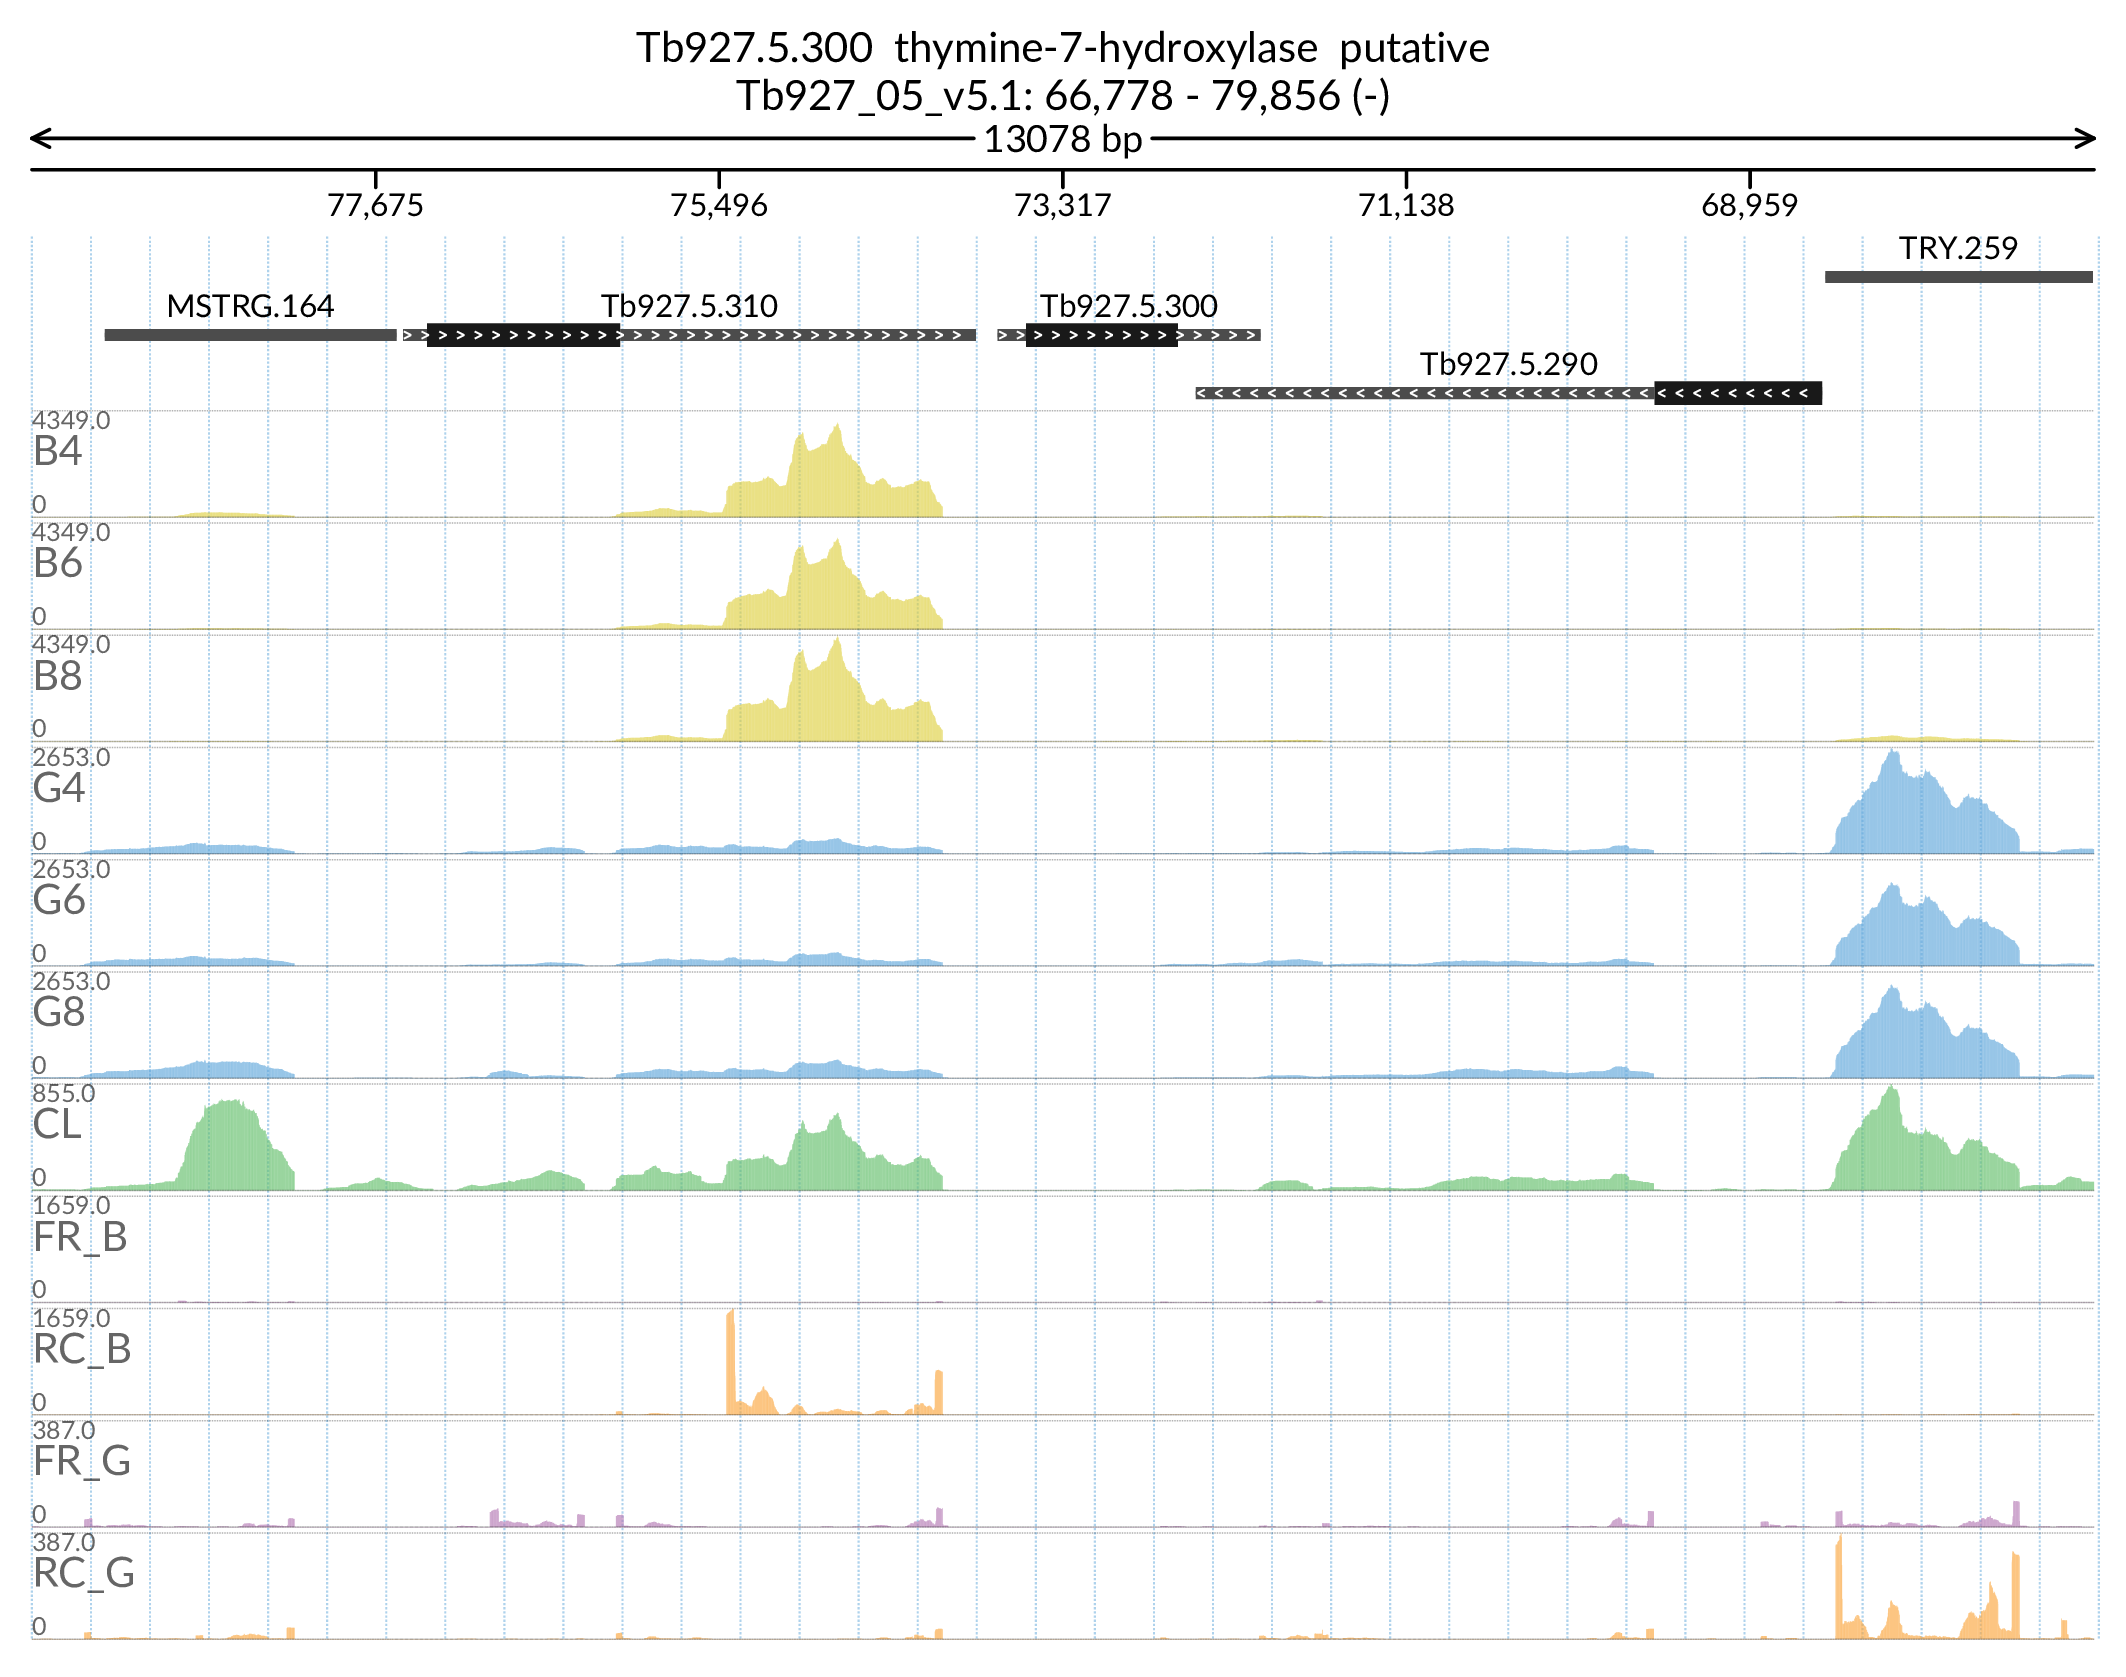 Tb927.5.300 thymine-7-hydroxylase putative
Tb927_05_v5.1: 66,778 - 79,856 (-)
13078 bp
77,675 75,496 73,317 71,138 68,959
TRY.259
MSTRG.164 Tb927.5.310 Tb927.5.300
Tb927.5.290
4349.0
B4
0
4349.0
B6
0
4349.0
B8
0
2653.0
G4
0
2653.0
G6
0
2653.0
G8
0
855.0
CL
0
1659.0
FR_B
0
1659.0
RC_B
0
387.0
FR_G
0
387.0
RC_G
0